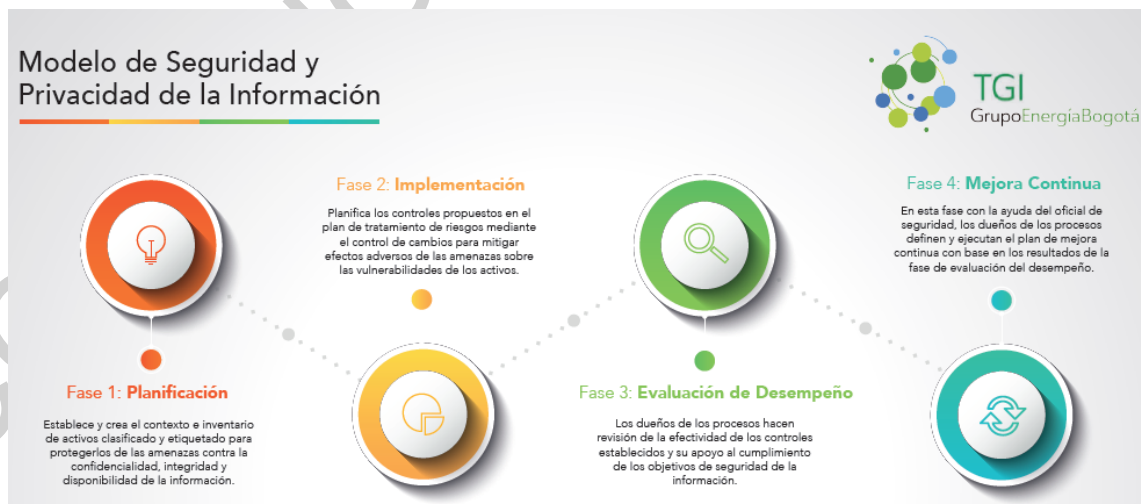 Modelo de Seguridad y
Privacidad de la Información
TGI
GrupoEnergíaBogotá
Fase 1: Planificación
Establece y crea el contexto e inventario
de activos clasificado y etiquetado para
protegerlos de las amenazas contra la
confidencialidad, integridad y
disponibilidad de la información.
Fase 2: Implementación
Planifica los controles propuestos en el
plan de tratamiento de riesgos mediante
el control de cambios para mitigar
efectos adversos de las amenazas sobre
las vulnerabilidades de los activos.
Fase 3: Evaluación de Desempeño
Los dueños de los procesos hacen
revisión de la efectividad de los controles
establecidos y su apoyo al cumplimiento
de los objetivos de seguridad de la
información.
Fase 4: Mejora Continua
En esta fase con la ayuda del oficial de
seguridad, los dueños de los procesos
definen y ejecutan el plan de mejora
continua con base en los resultados de la
fase de evaluación del desempeño.